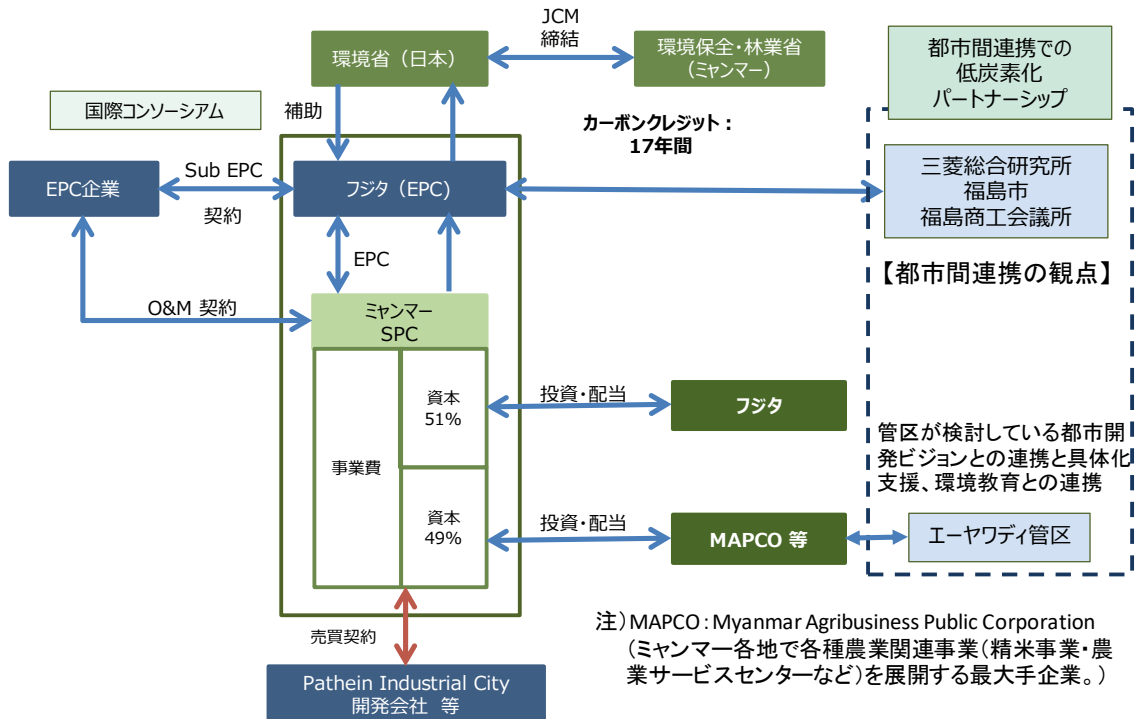 JCM
締結
環境省（日本）
環境保全・林業省
（ミャンマー）
都市間連携での
低炭素化
パートナーシップ
国際コンソーシアム
補助
カーボンクレジット：
17年間
EPC企業
Sub EPC
契約
フジタ（EPC)
三菱総合研究所
福島市
福島商工会議所
【都市間連携の観点】
EPC
O&M 契約
ミャンマー
SPC
資本
51%
投資・配当
フジタ
事業費
管区が検討している都市開
発ビジョンとの連携と具体化
支援、環境教育との連携
資本
49%
投資・配当
MAPCO 等
エーヤワディ管区
売買契約
注）MAPCO：Myanmar Agribusiness Public Corporation
（ミャンマー各地で各種農業関連事業（精米事業・農
業サービスセンターなど）を展開する最大手企業。）
Pathein Industrial City
開発会社 等